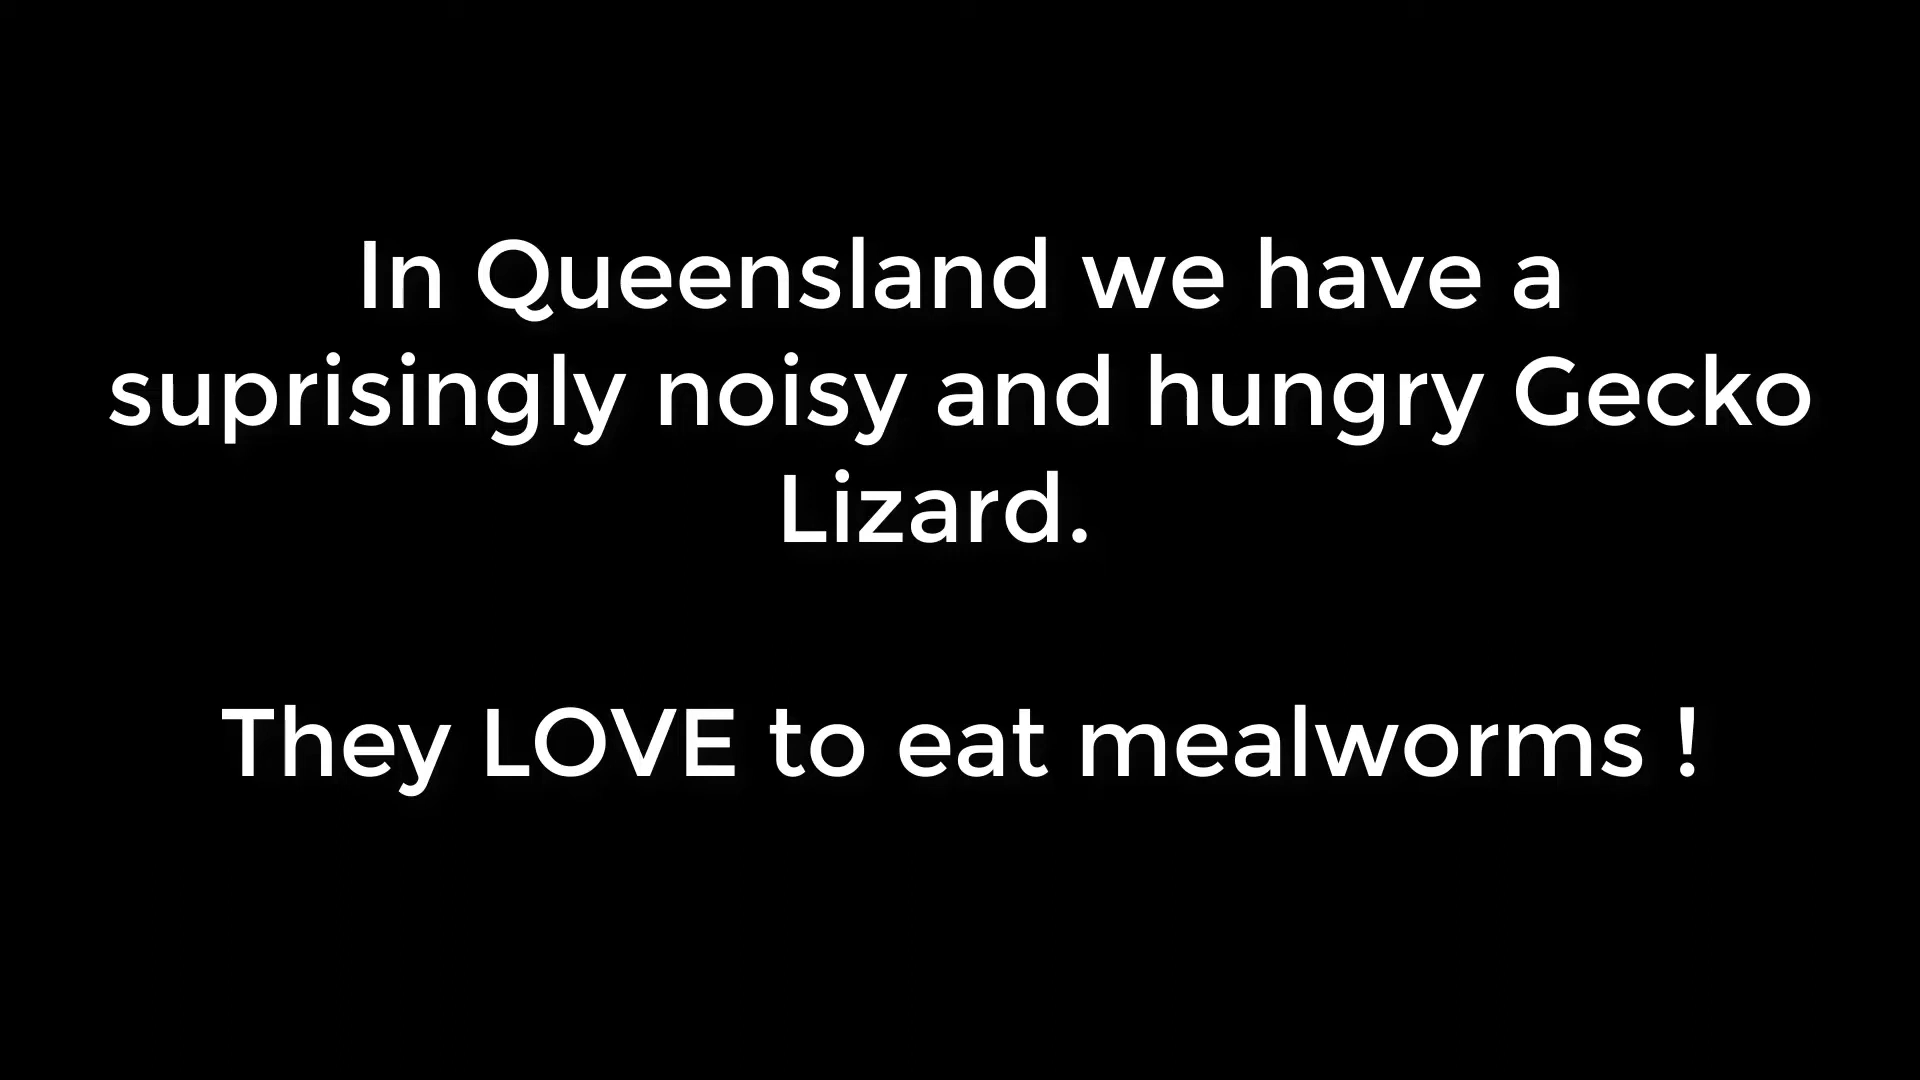 In Queensland we have a
suprisingly noisy and hungry Gecko
Lizard.
They LOVE to eat mealworms !